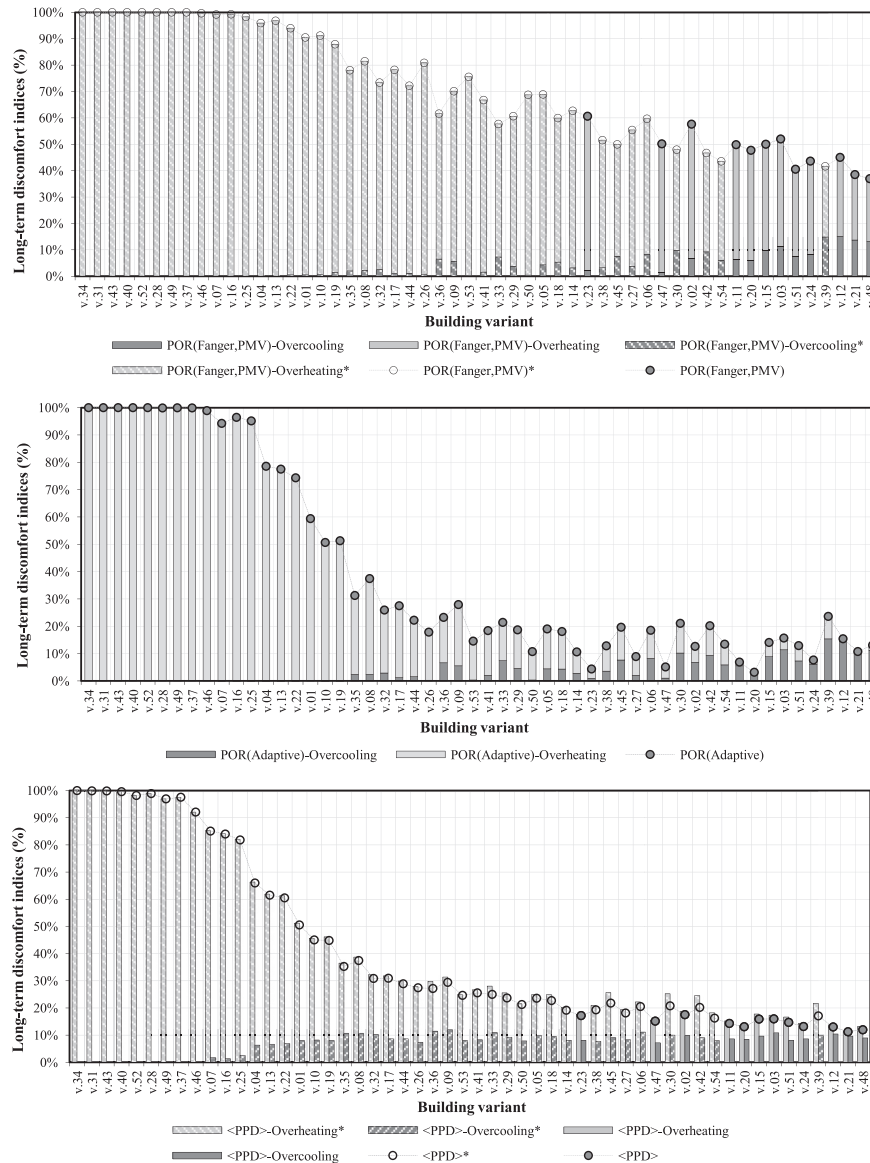 Long-term discomfort indices (%)
100%
90%
80%
70%
60%
50%
40%
30%
20%
10%
0%
v.34 v.31 v.43 v.40 v.52 v.28 v.49 v.37 v.46 v.07 v.16 v.25 v.04 v.13 v.22 v.01 v.10 v.19 v.35 v.08 v.32 v.17 v.44 v.26 v.36 v.09 v.53 v.41 v.33 v.29 v.50 v.05 v.18 v.14 v.23 v.38 v.45 v.27 v.06 v.47 v.30 v.02 v.42 v.54 v.11 v.20 v.15 v.03 v.51 v.24 v.39 v.12 v.21 v.48
Building variant
POR(Fanger,PMV)-Overcooling POR(Fanger,PMV)-Overheating POR(Fanger,PMV)-Overcooling*
POR(Fanger,PMV)-Overheating* POR(Fanger,PMV)* POR(Fanger,PMV)
Long-term discomfort indices (%)
100%
90%
80%
70%
60%
50%
40%
30%
20%
10%
0%
v.34 v.31 v.43 v.40 v.52 v.28 v.49 v.37 v.46 v.07 v.16 v.25 v.04 v.13 v.22 v.01 v.10 v.19 v.35 v.08 v.32 v.17 v.44 v.26 v.36 v.09 v.53 v.41 v.33 v.29 v.50 v.05 v.18 v.14 v.23 v.38 v.45 v.27 v.06 v.47 v.30 v.02 v.42 v.54 v.11 v.20 v.15 v.03 v.51 v.24 v.39 v.12 v.21
Building variant
POR(Adaptive)-Overcooling POR(Adaptive)-Overheating POR(Adaptive)
Long-term discomfort indices (%)
100%
90%
80%
70%
60%
50%
40%
30%
20%
10%
0%
v.34 v.31 v.43 v.40 v.52 v.28 v.49 v.37 v.46 v.07 v.16 v.25 v.04 v.13 v.22 v.01 v.10 v.19 v.35 v.08 v.32 v.17 v.44 v.26 v.36 v.09 v.53 v.41 v.33 v.29 v.50 v.05 v.18 v.14 v.23 v.38 v.45 v.27 v.06 v.47 v.30 v.02 v.42 v.54 v.11 v.20 v.15 v.03 v.51 v.24 v.39 v.12 v.21 v.48
Building variant
<PPD>-Overheating* <PPD>-Overcooling* <PPD>-Overheating
<PPD>-Overcooling <PPD>* <PPD>